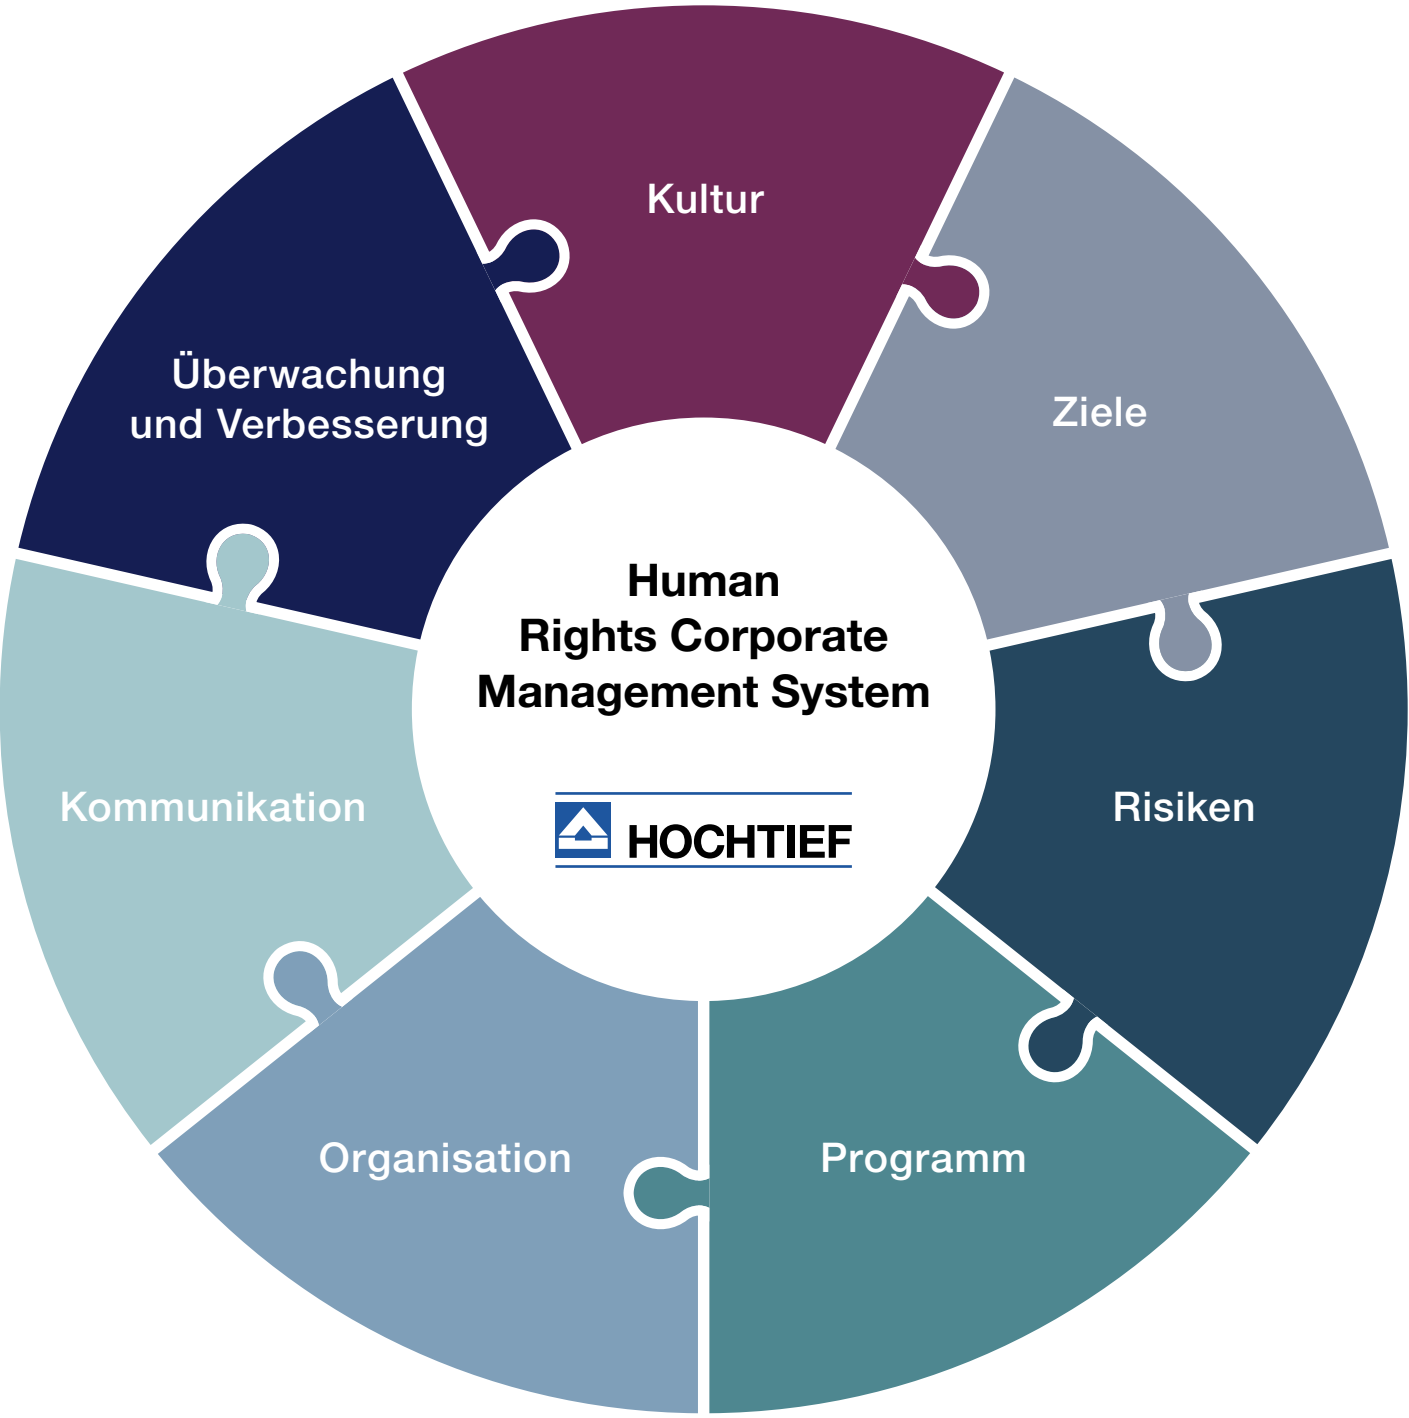 Kultur
Ziele
Risiken
Programm
Organisation
Kommunikation
Überwachung
und Verbesserung
Human
Rights Corporate
Management System
HOCHTIEF